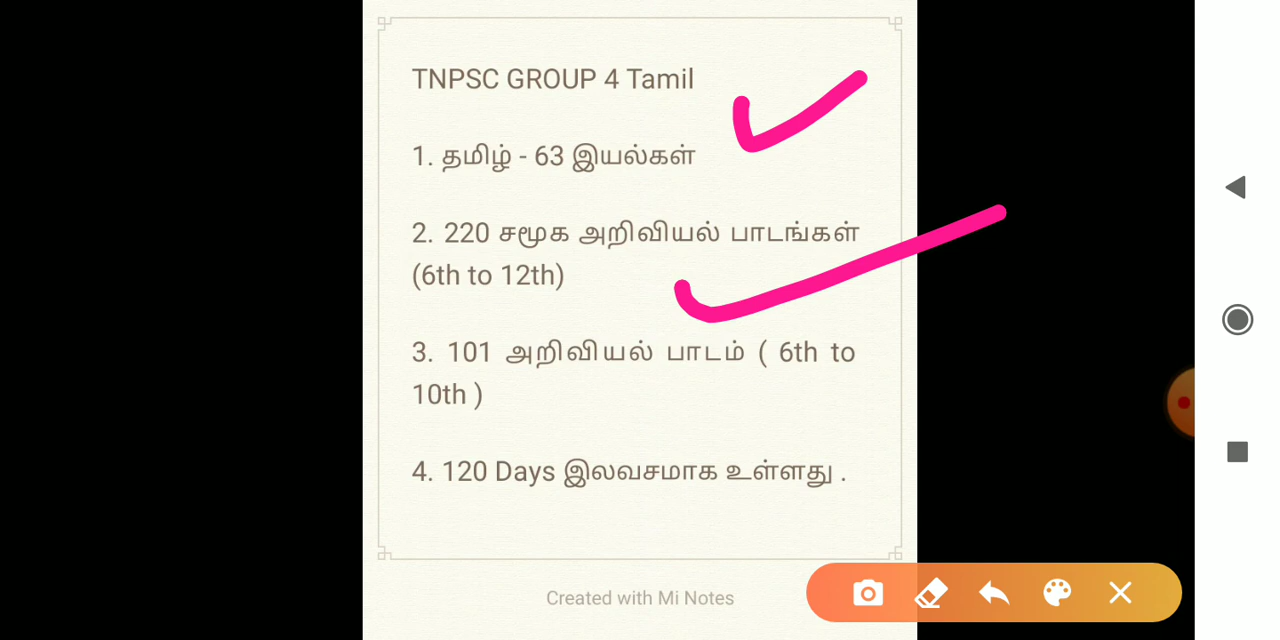 TNPSC GROUP 4 Tamil
1. தமிழ் - 63 இயல்கள்
2. 220 சமூக அறிவியல் பாடங்கள்
(6th to 12th)
3. 101 அறிவியல் பாடம் ( 6th to
10th )
4. 120 Days இலவசமாக உள்ளது .
Created with Mi Notes